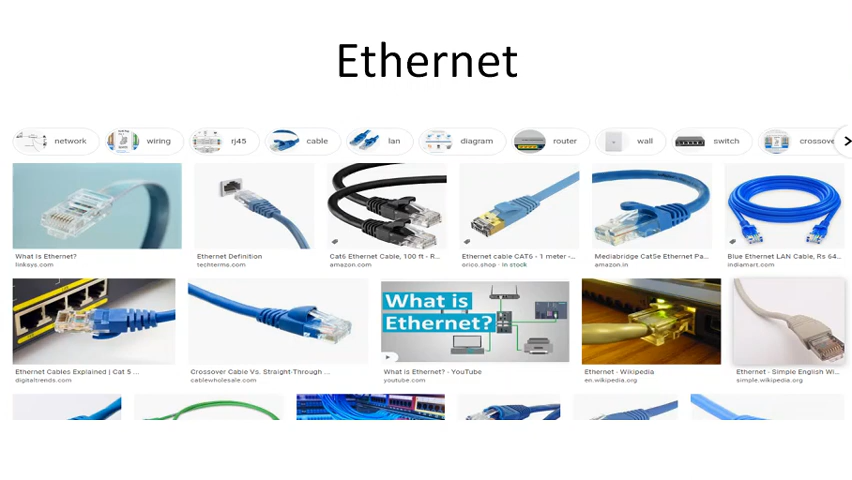 Ethernet
network
wiring
rj45
cable
lan
diagram
router
wall
switch
crossove
What is Ethernet?
linksys.com
Ethernet Definition
techterms.com
Cat6 Ethernet Cable, 100 ft - R...
amazon.com
Ethernet cable CAT6 - 1 meter -...
orico.shop · In stock
Mediabridge Cat5e Ethernet Pa...
amazon.in
Blue Ethernet LAN Cable, Rs 64...
indiamart.com
What is
Ethernet?
Ethernet Cables Explained | Cat 5 ...
digitaltrends.com
Crossover Cable Vs. Straight-Through ...
cablewholesale.com
What is Ethernet? - YouTube
youtube.com
Ethernet - Wikipedia
en.wikipedia.org
Ethernet - Simple English Wi...
simple.wikipedia.org